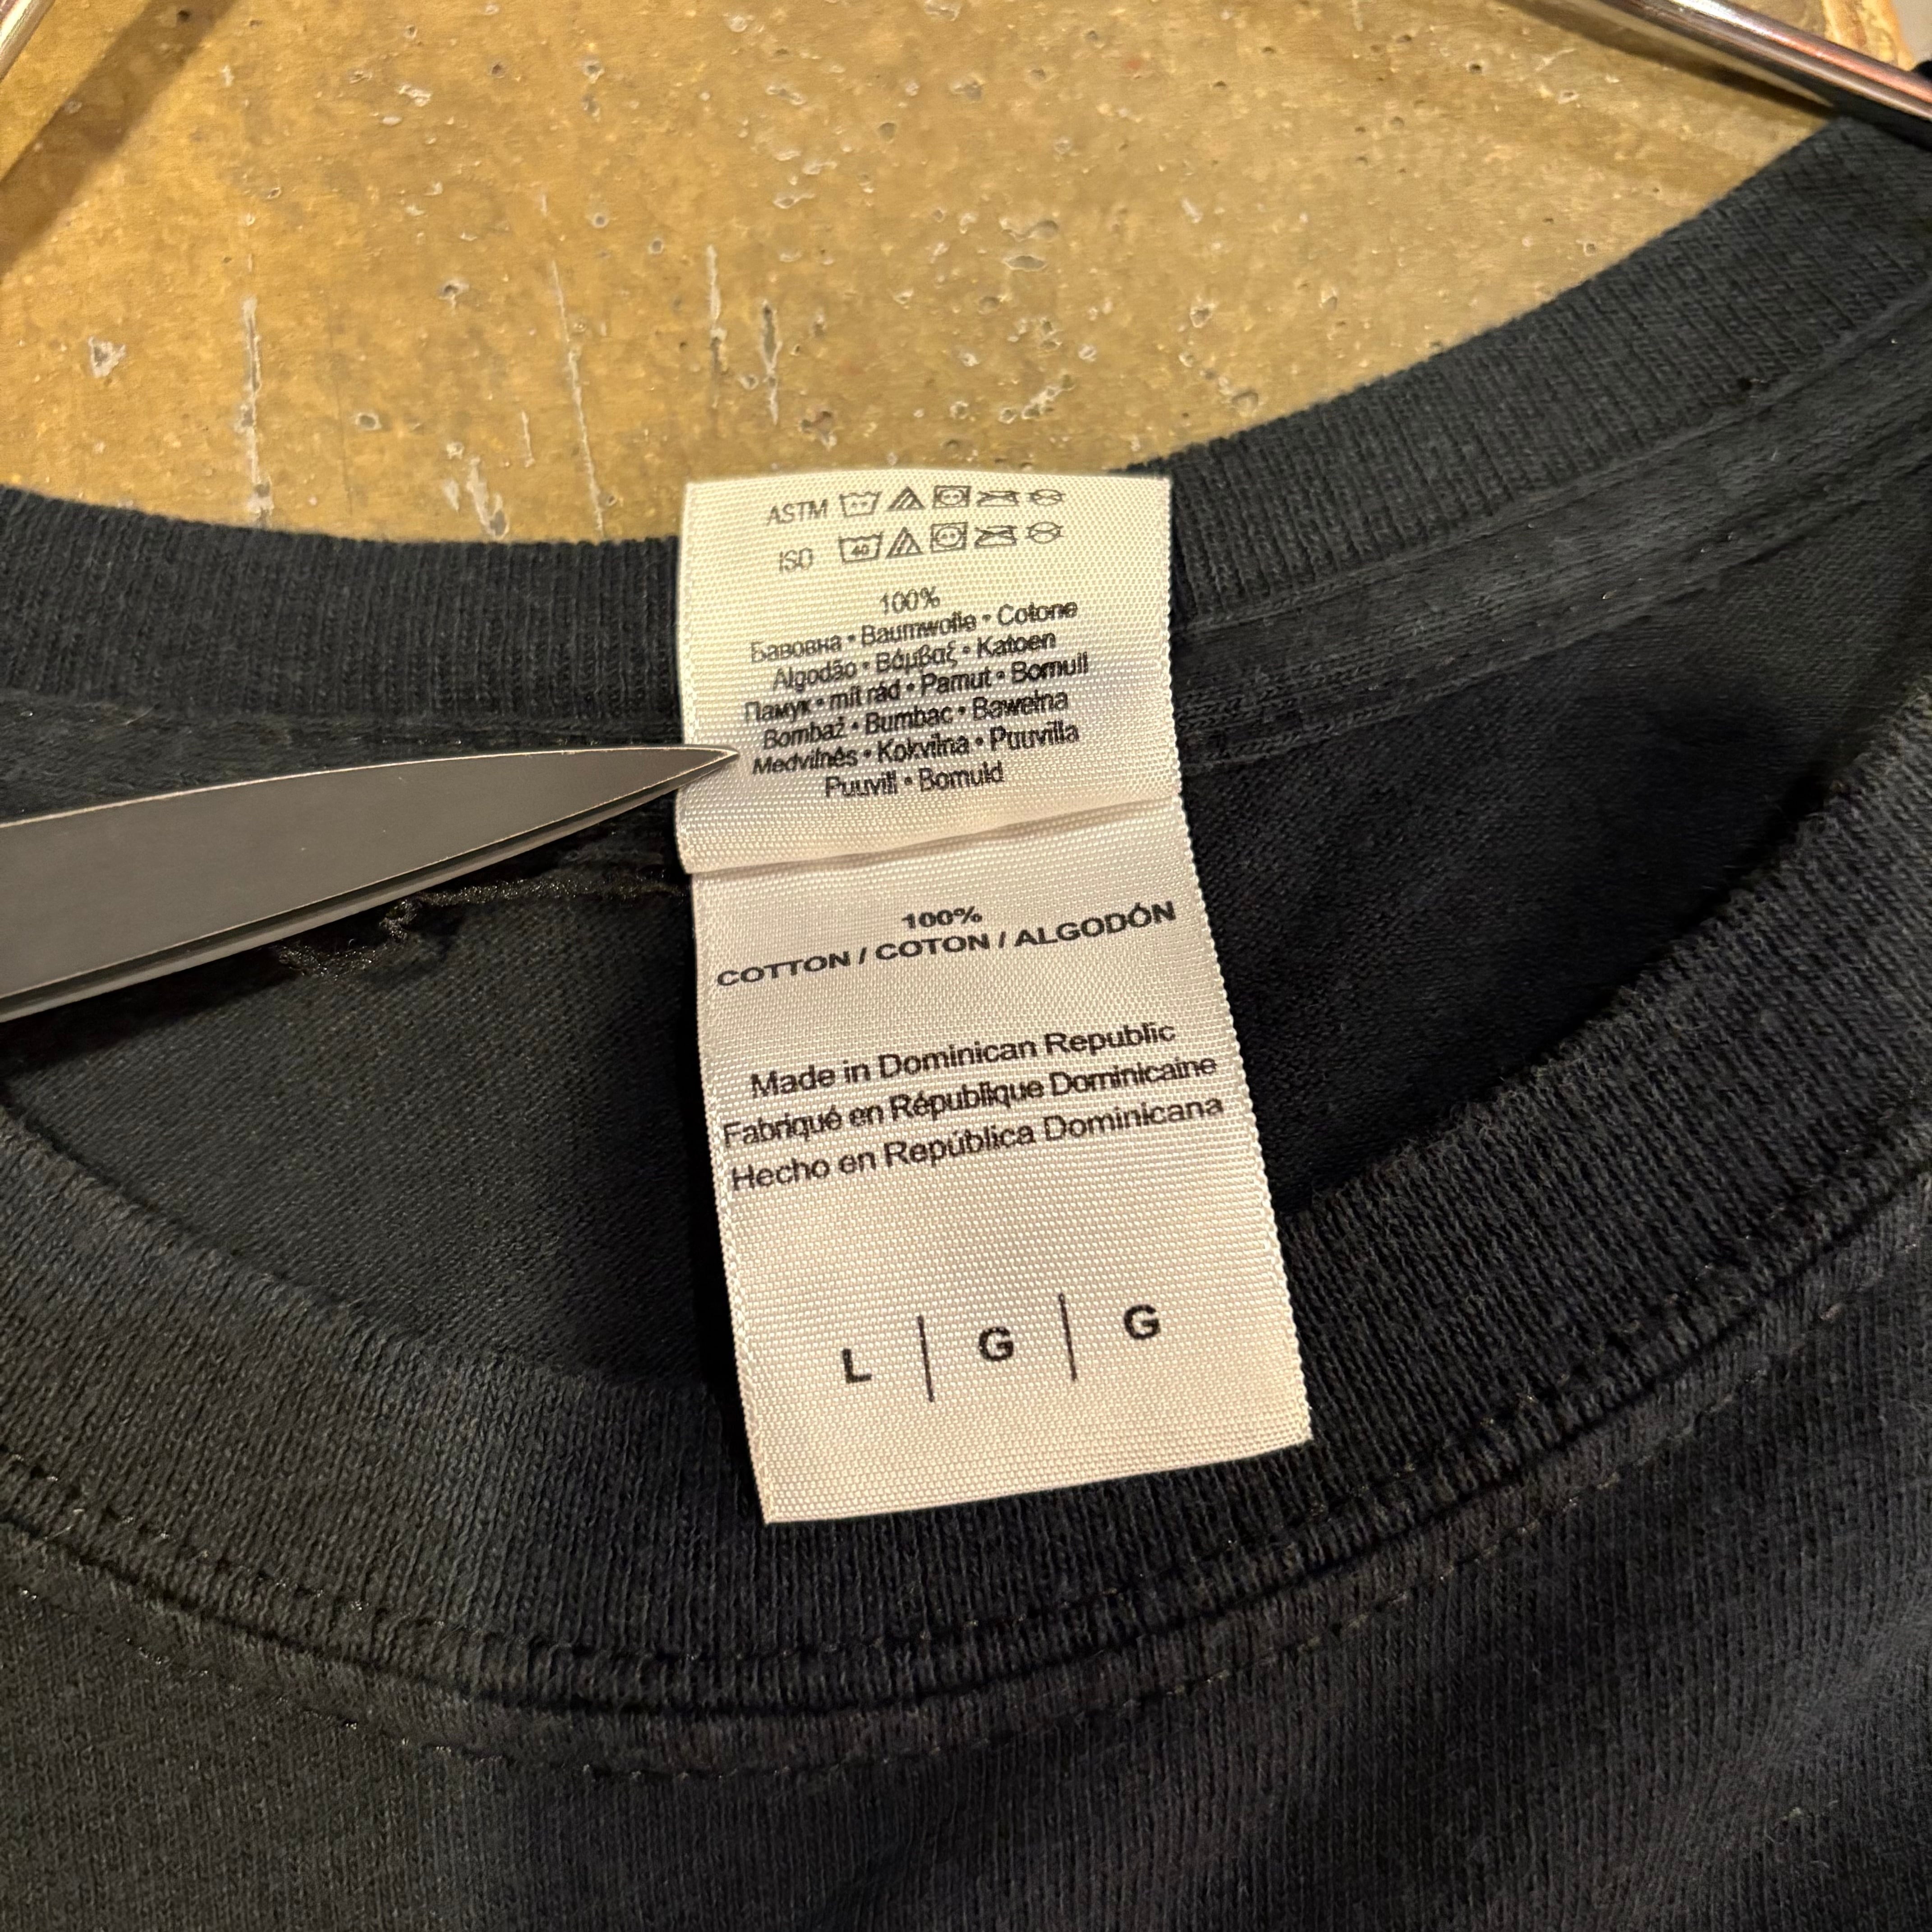 ASTM
ISO 40
100%
Бавовна • Baumwolle • Cotone
Algodão • Βάμβαξ • Katoen
Памук • mit rád • Pamut • Bomull
Bombaž • Bumbac • Bawełna
Medvilnės • Kokvilna • Puuvilla
Puuvill • Bomuld
100%
COTTON / COTON / ALGODÓN
Made in Dominican Republic
Fabriqué en République Dominicaine
Hecho en República Dominicana
L | G | G